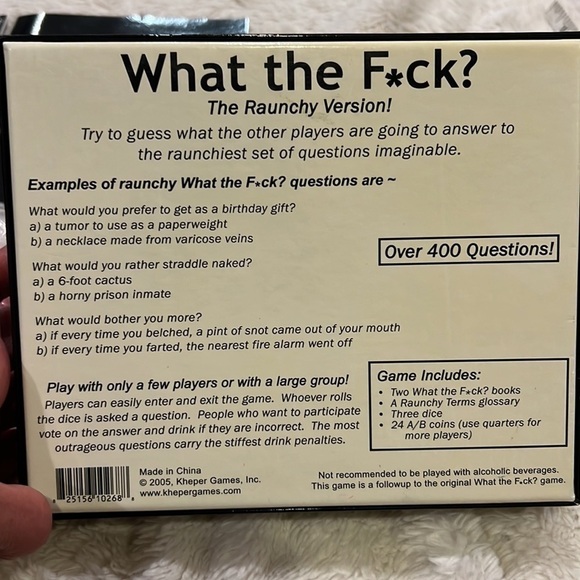 What the F*ck?
The Raunchy Version!
Try to guess what the other players are going to answer to
the raunchiest set of questions imaginable.
Examples of raunchy What the F*ck? questions are ~
What would you prefer to get as a birthday gift?
a) a tumor to use as a paperweight
b) a necklace made from varicose veins
Over 400 Questions!
What would you rather straddle naked?
a) a 6-foot cactus
b) a horny prison inmate
What would bother you more?
a) if every time you belched, a pint of snot came out of your mouth
b) if every time you farted, the nearest fire alarm went off
Play with only a few players or with a large group!
Players can easily enter and exit the game. Whoever rolls
the dice is asked a question. People who want to participate
vote on the answer and drink if they are incorrect. The most
outrageous questions carry the stiffest drink penalties.
Game Includes:
• Two What the F*ck? books
• A Raunchy Terms glossary
• Three dice
• 24 A/B coins (use quarters for
more players)
8 25156 10268 8
Made in China
© 2005, Kheper Games, Inc.
www.khepergames.com
Not recommended to be played with alcoholic beverages.
This game is a followup to the original What the F*ck? game.